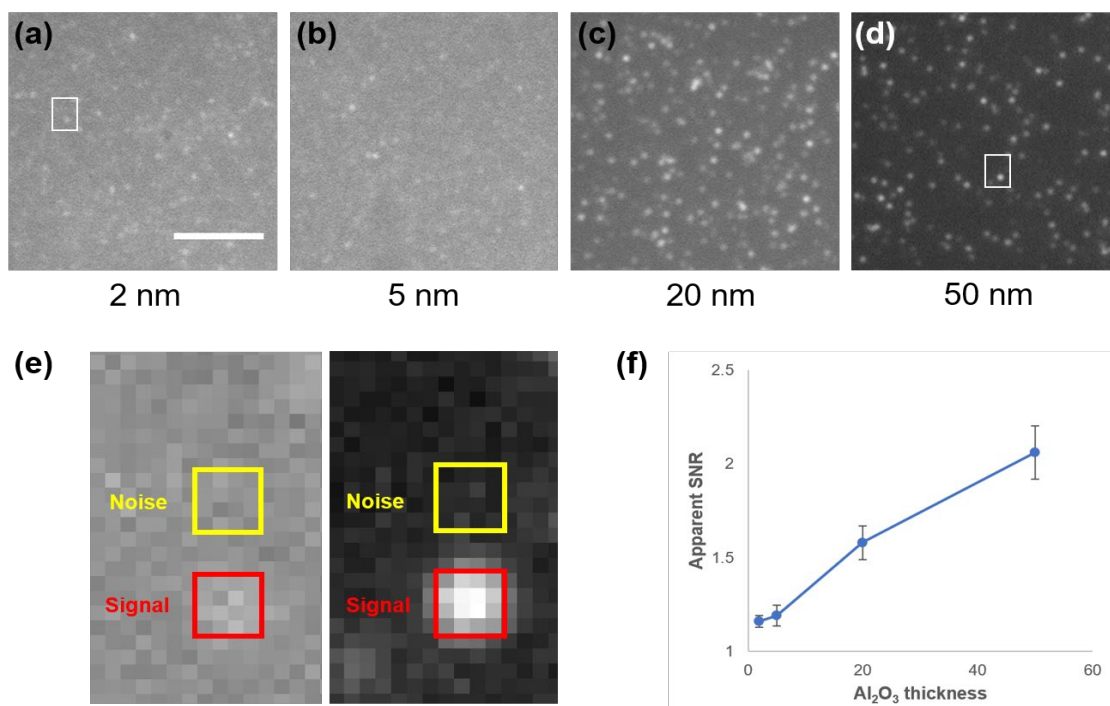 (a)
(b)
(c)
(d)
2 nm
5 nm
20 nm
50 nm
(e)
Noise
Signal
Noise
Signal
(f)
2.5
2
1.5
1
0
20
40
60
Apparent SNR
Al₂O₃ thickness